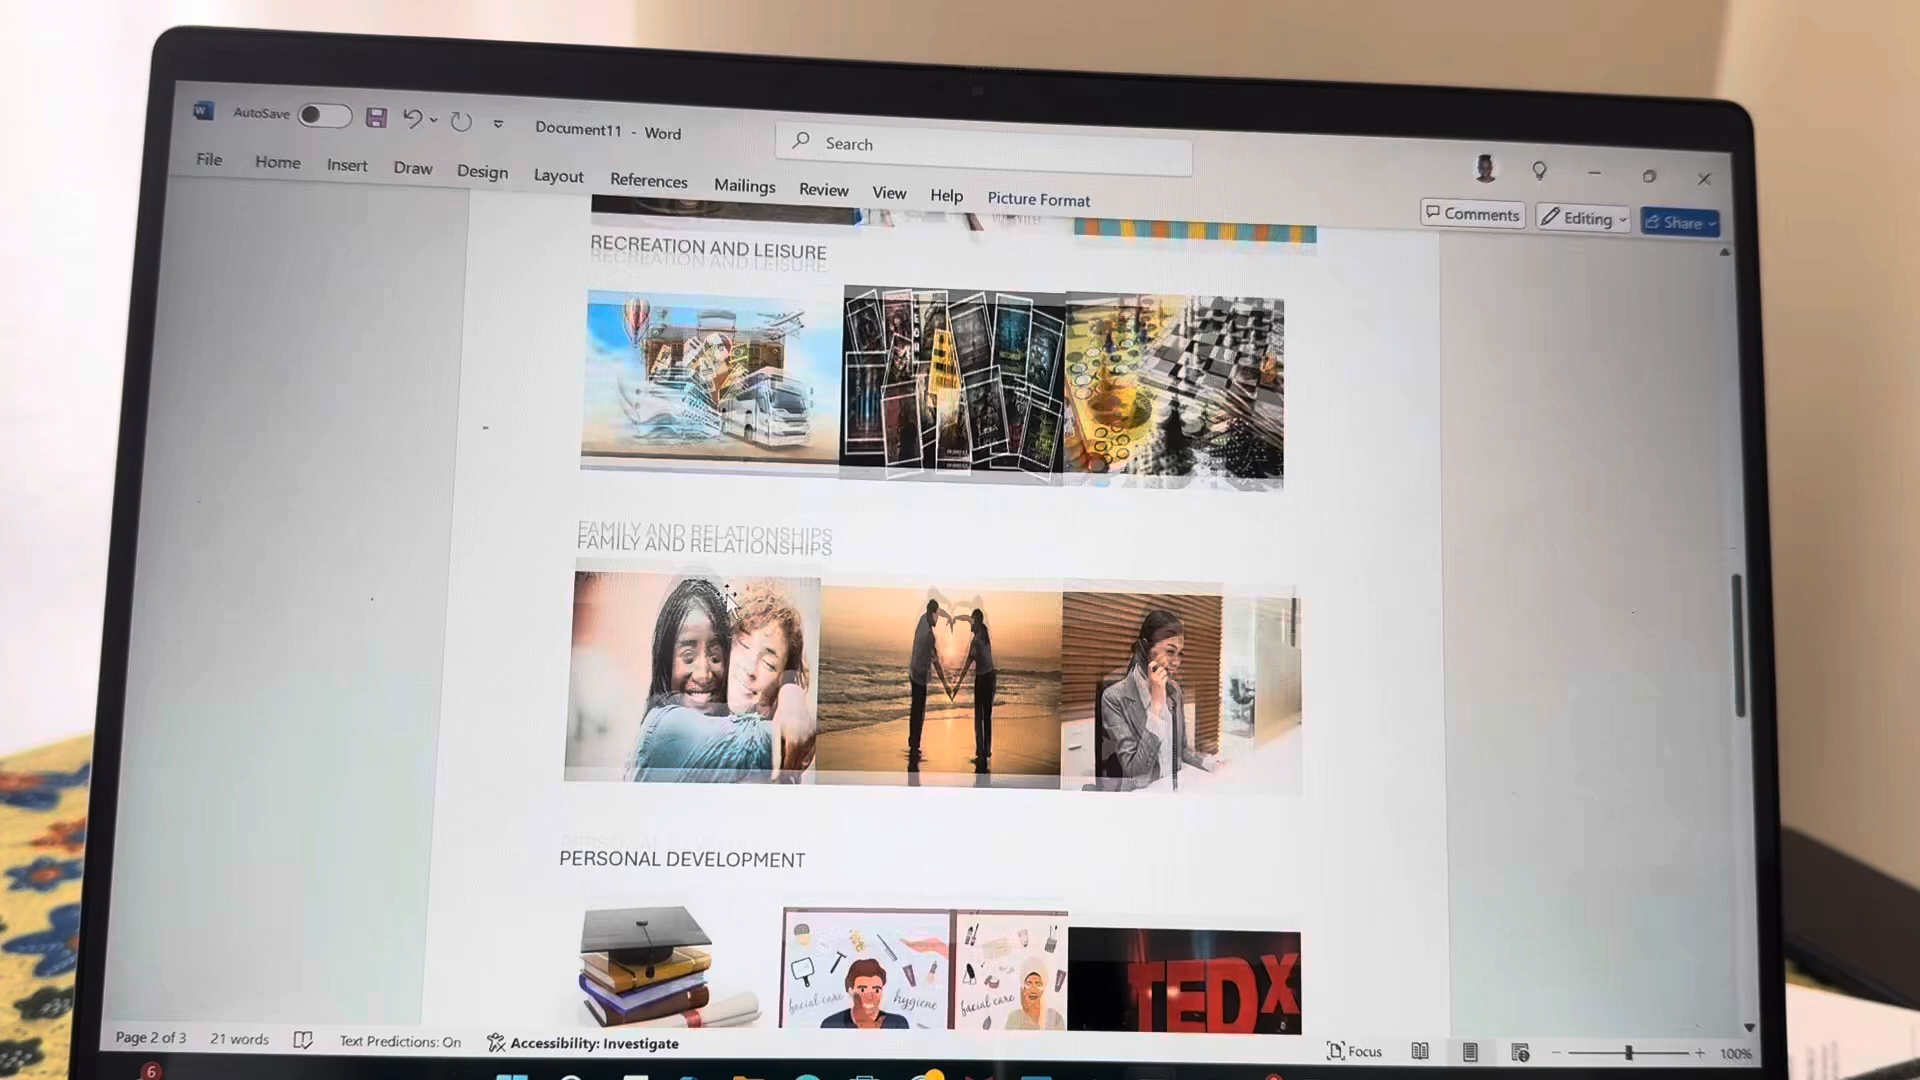 AutoSave
Document11 - Word
Search
File Home Insert Draw Design Layout References Mailings Review View Help Picture Format
Comments Editing Share
RECREATION AND LEISURE
FAMILY AND RELATIONSHIPS
PERSONAL DEVELOPMENT
facial care hygiene
facial care
TEDx
Page 2 of 3 21 words Text Predictions: On Accessibility: Investigate
Focus 100%
6